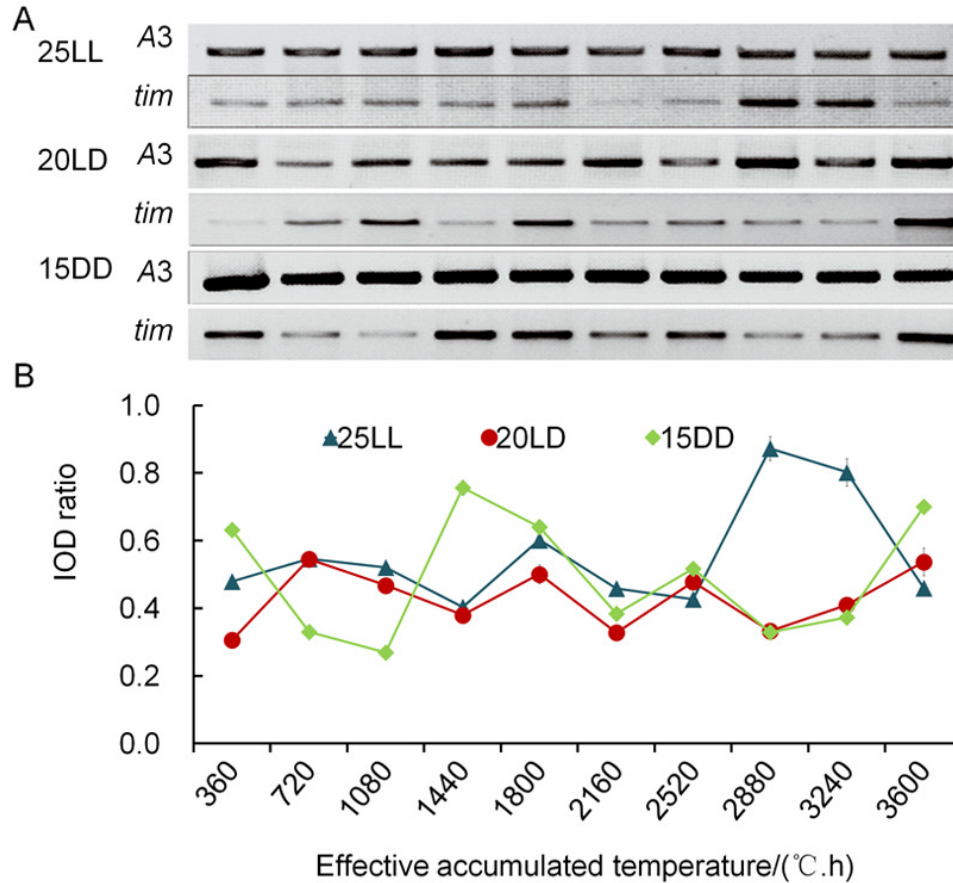 A
25LL A3
tim
20LD A3
tim
15DD A3
tim
B
1.0
25LL 20LD 15DD
0.8
0.6
0.4
0.2
0.0
IOD ratio
360 720 1080 1440 1800 2160 2520 2880 3240 3600
Effective accumulated temperature/(℃.h)